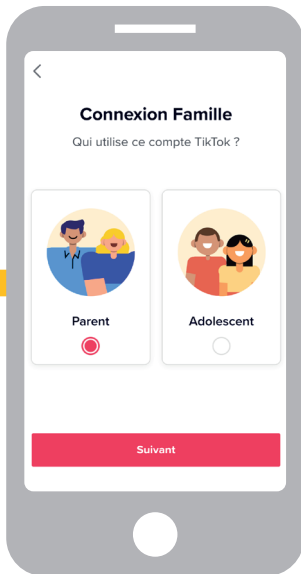 Connexion Famille
Qui utilise ce compte TikTok ?
Parent
Adolescent
Suivant